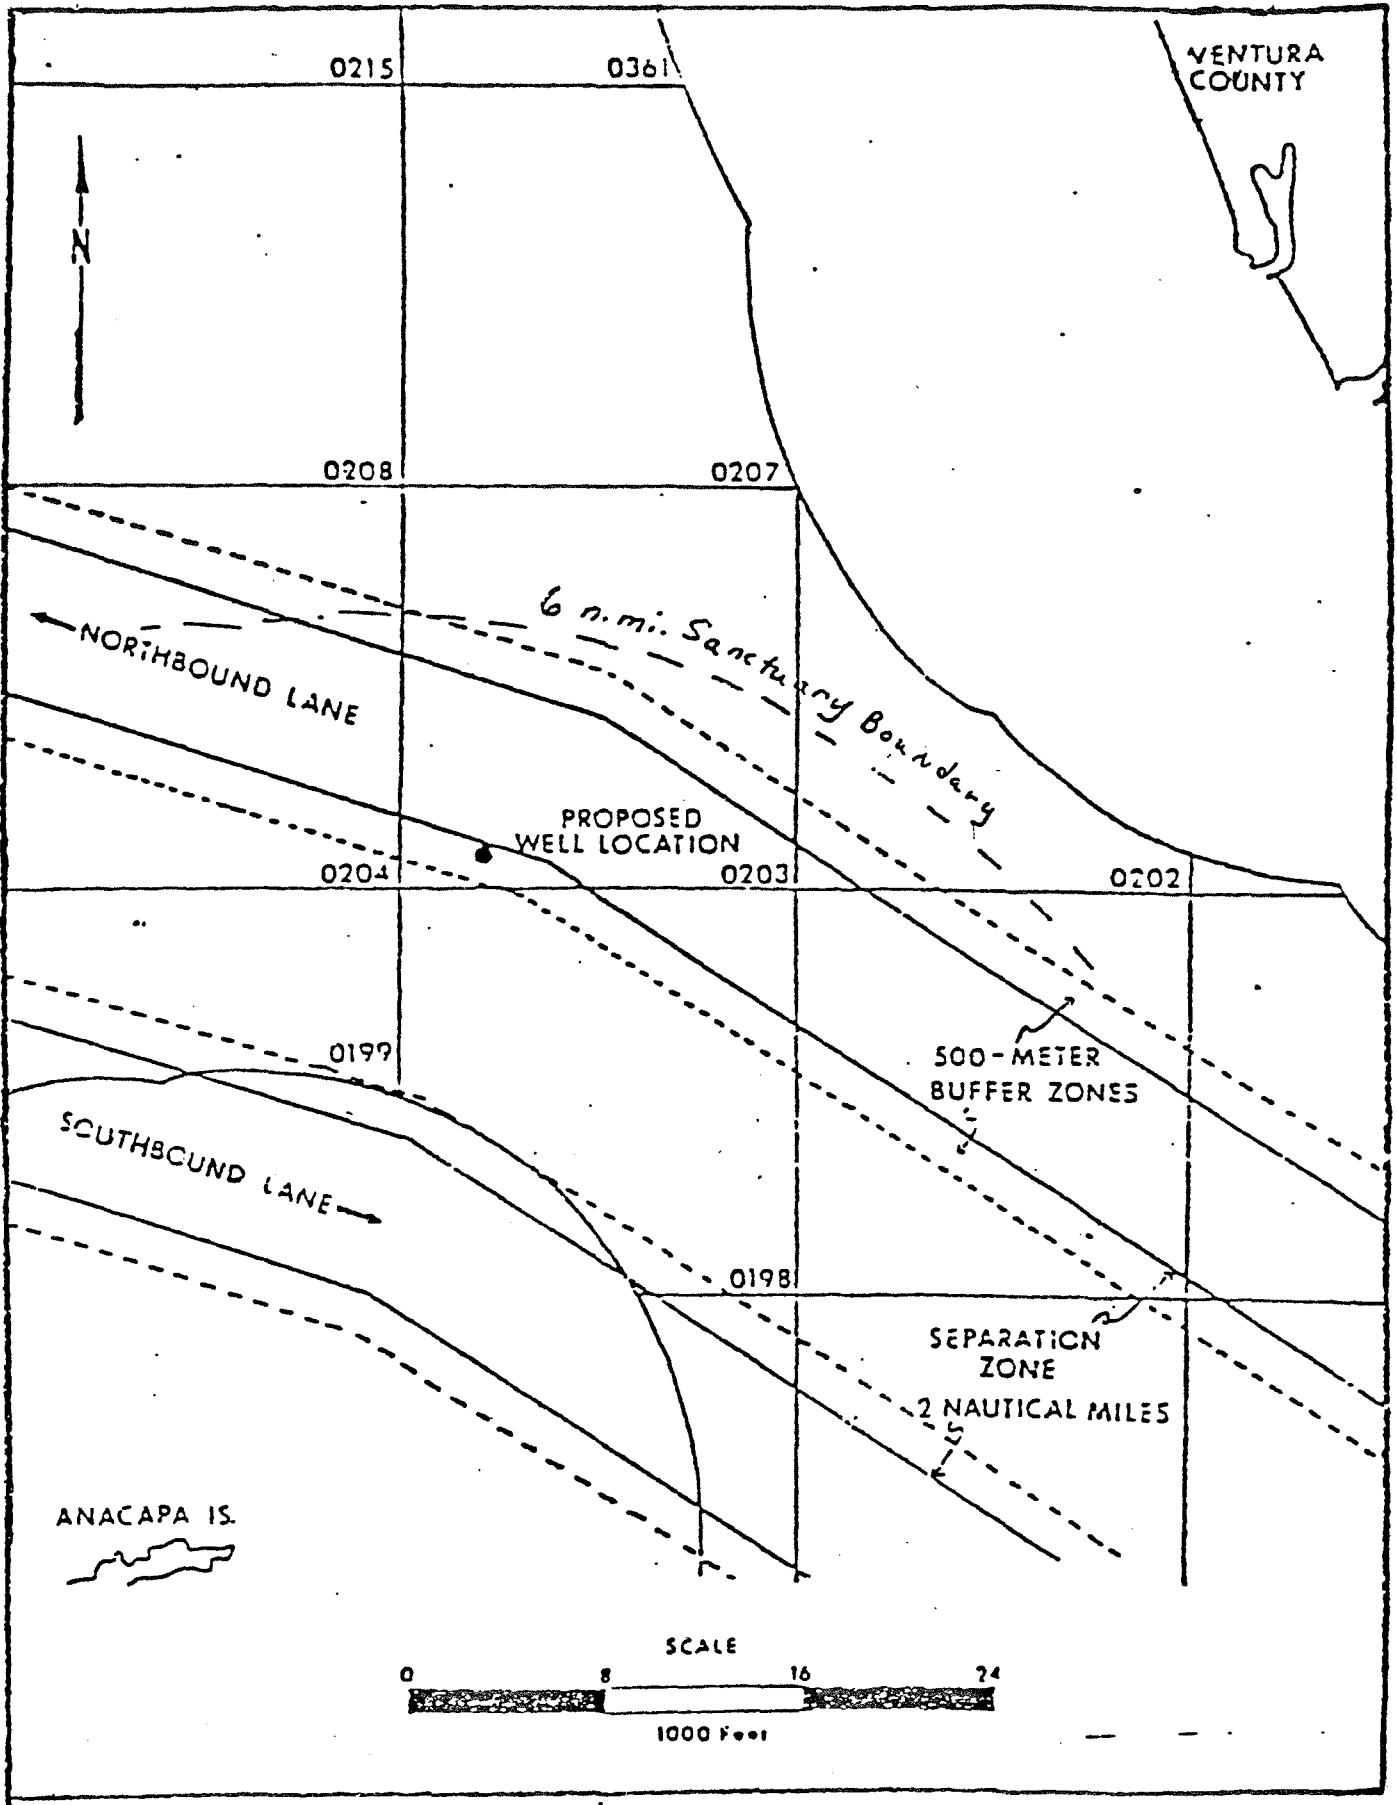 VENTURA
COUNTY
0215
0361
N
0208
0207
6 n.mi. Sanctuary Boundary
NORTHBOUND LANE
PROPOSED
WELL LOCATION
0204
0203
0202
0199
500-METER
BUFFER ZONES
SOUTHBOUND LANE
0198
SEPARATION
ZONE
2 NAUTICAL MILES
ANACAPA IS.
SCALE
0 8 16 24
1000 Feet